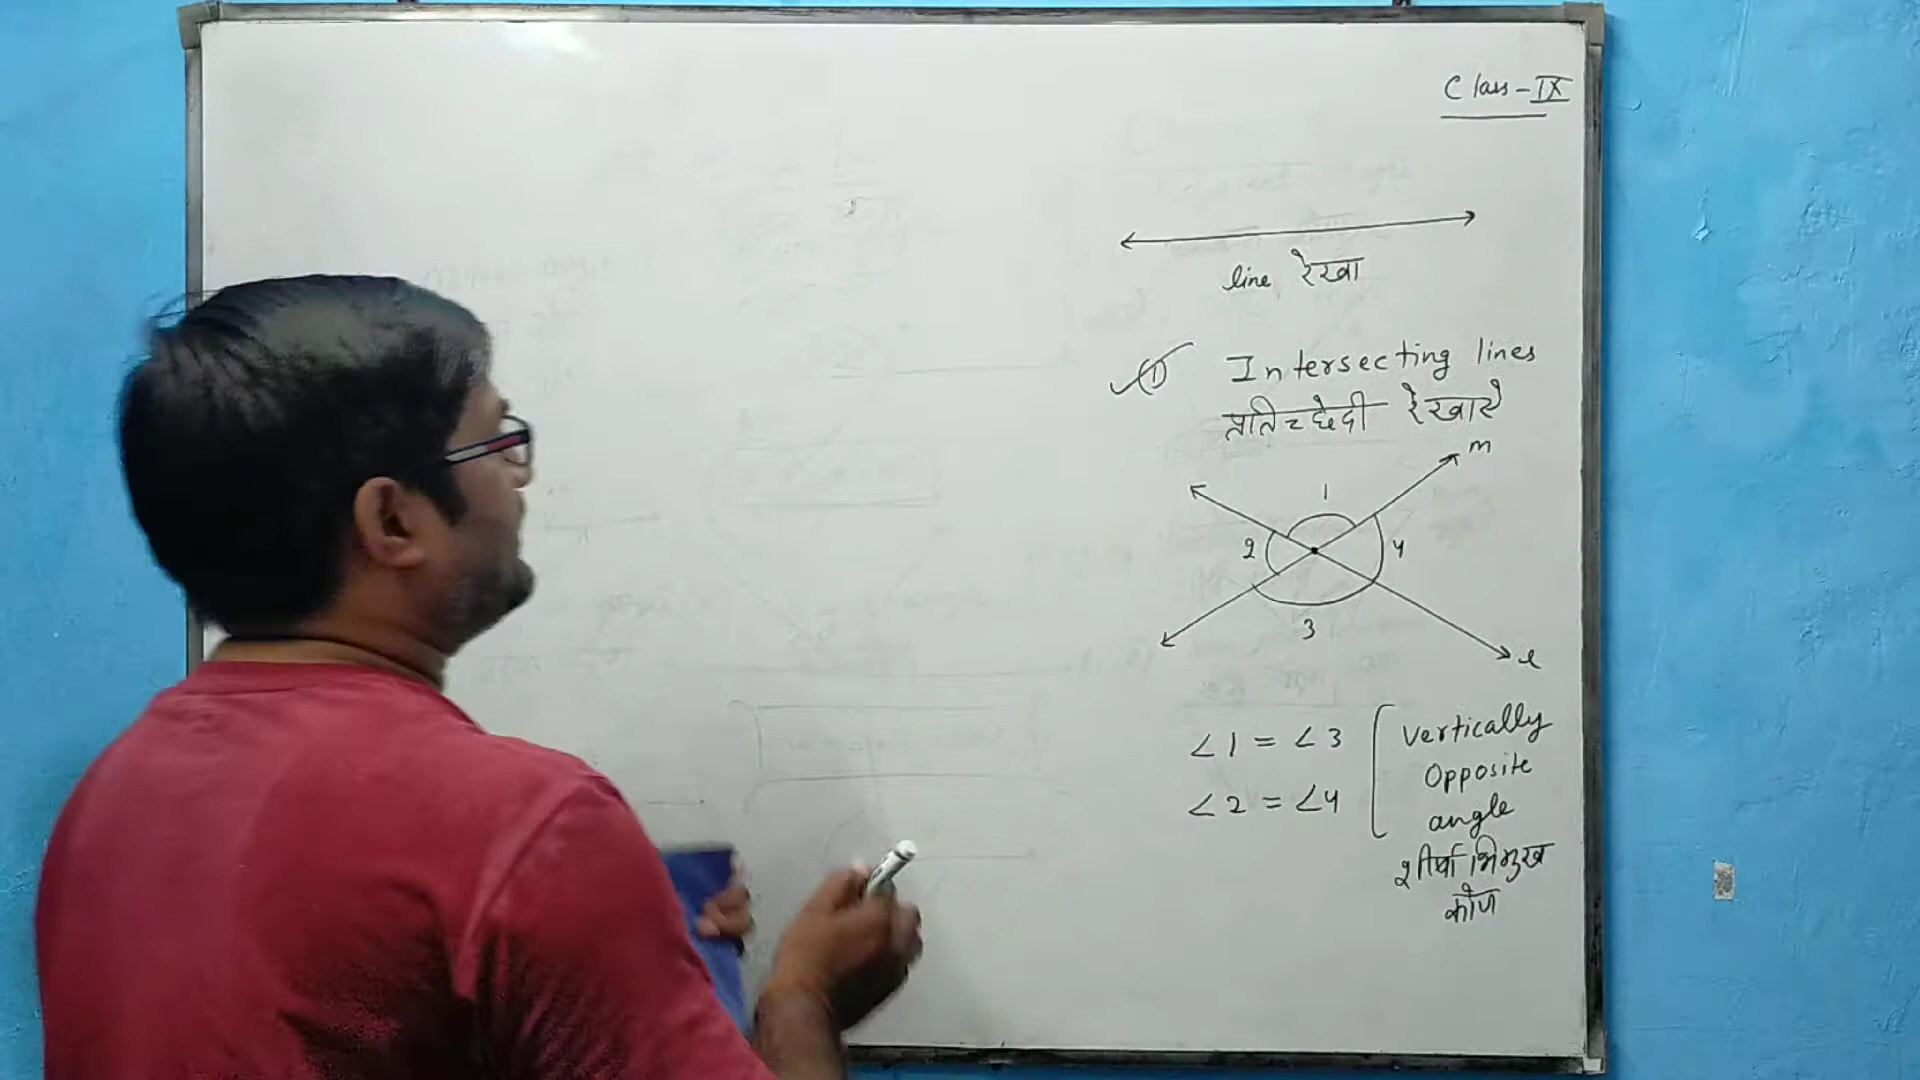 Class-IX
line रेखा
① Intersecting lines
प्रतिच्छेदी रेखाएं
m
1
2
4
3
l
∠1 = ∠3
∠2 = ∠4
Vertically
Opposite
angle
शीर्षाभिमुख
कोण